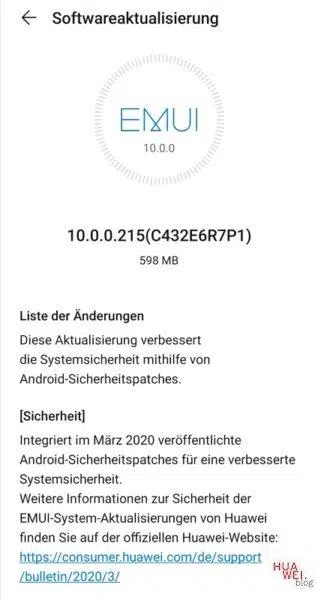 Softwareaktualisierung
EMUI
10.0.0
10.0.0.215(C432E6R7P1)
598 MB
Liste der Änderungen
Diese Aktualisierung verbessert
die Systemsicherheit mithilfe von
Android-Sicherheitspatches.
[Sicherheit]
Integriert im März 2020 veröffentlichte
Android-Sicherheitspatches für eine verbesserte
Systemsicherheit.
Weitere Informationen zur Sicherheit der
EMUI-System-Aktualisierungen von Huawei
finden Sie auf der offiziellen Huawei-Website:
https://consumer.huawei.com/de/support
/bulletin/2020/3/
HUA
WEI.
blog